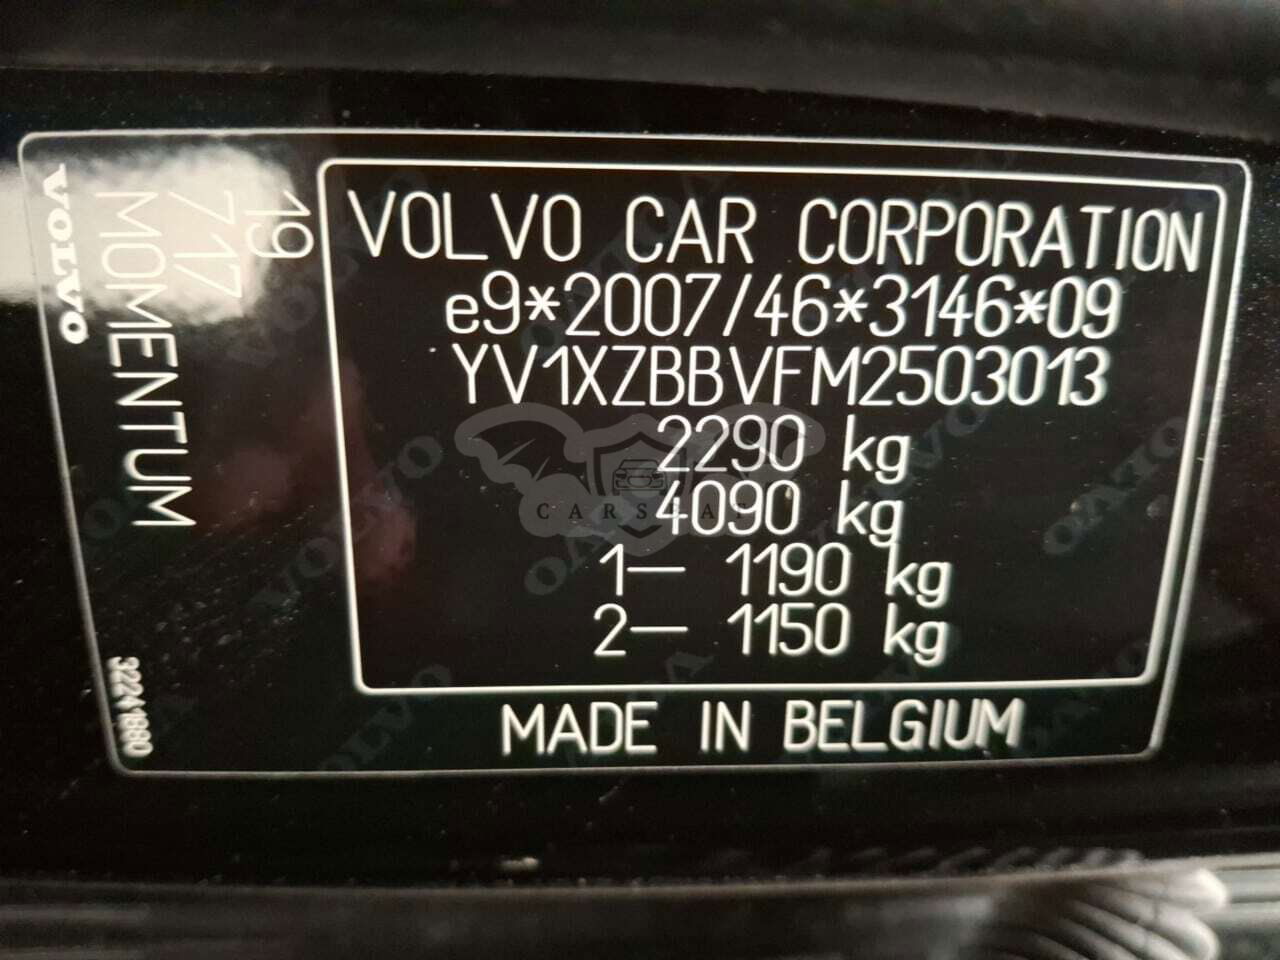 VOLVO CAR CORPORATION
e9*2007/46*3146*09
YV1XZBBVFM2503013
2290 kg
4090 kg
1– 1190 kg
2– 1150 kg
MADE IN BELGIUM
19
717
MOMENTUM
VOLVO
32241880